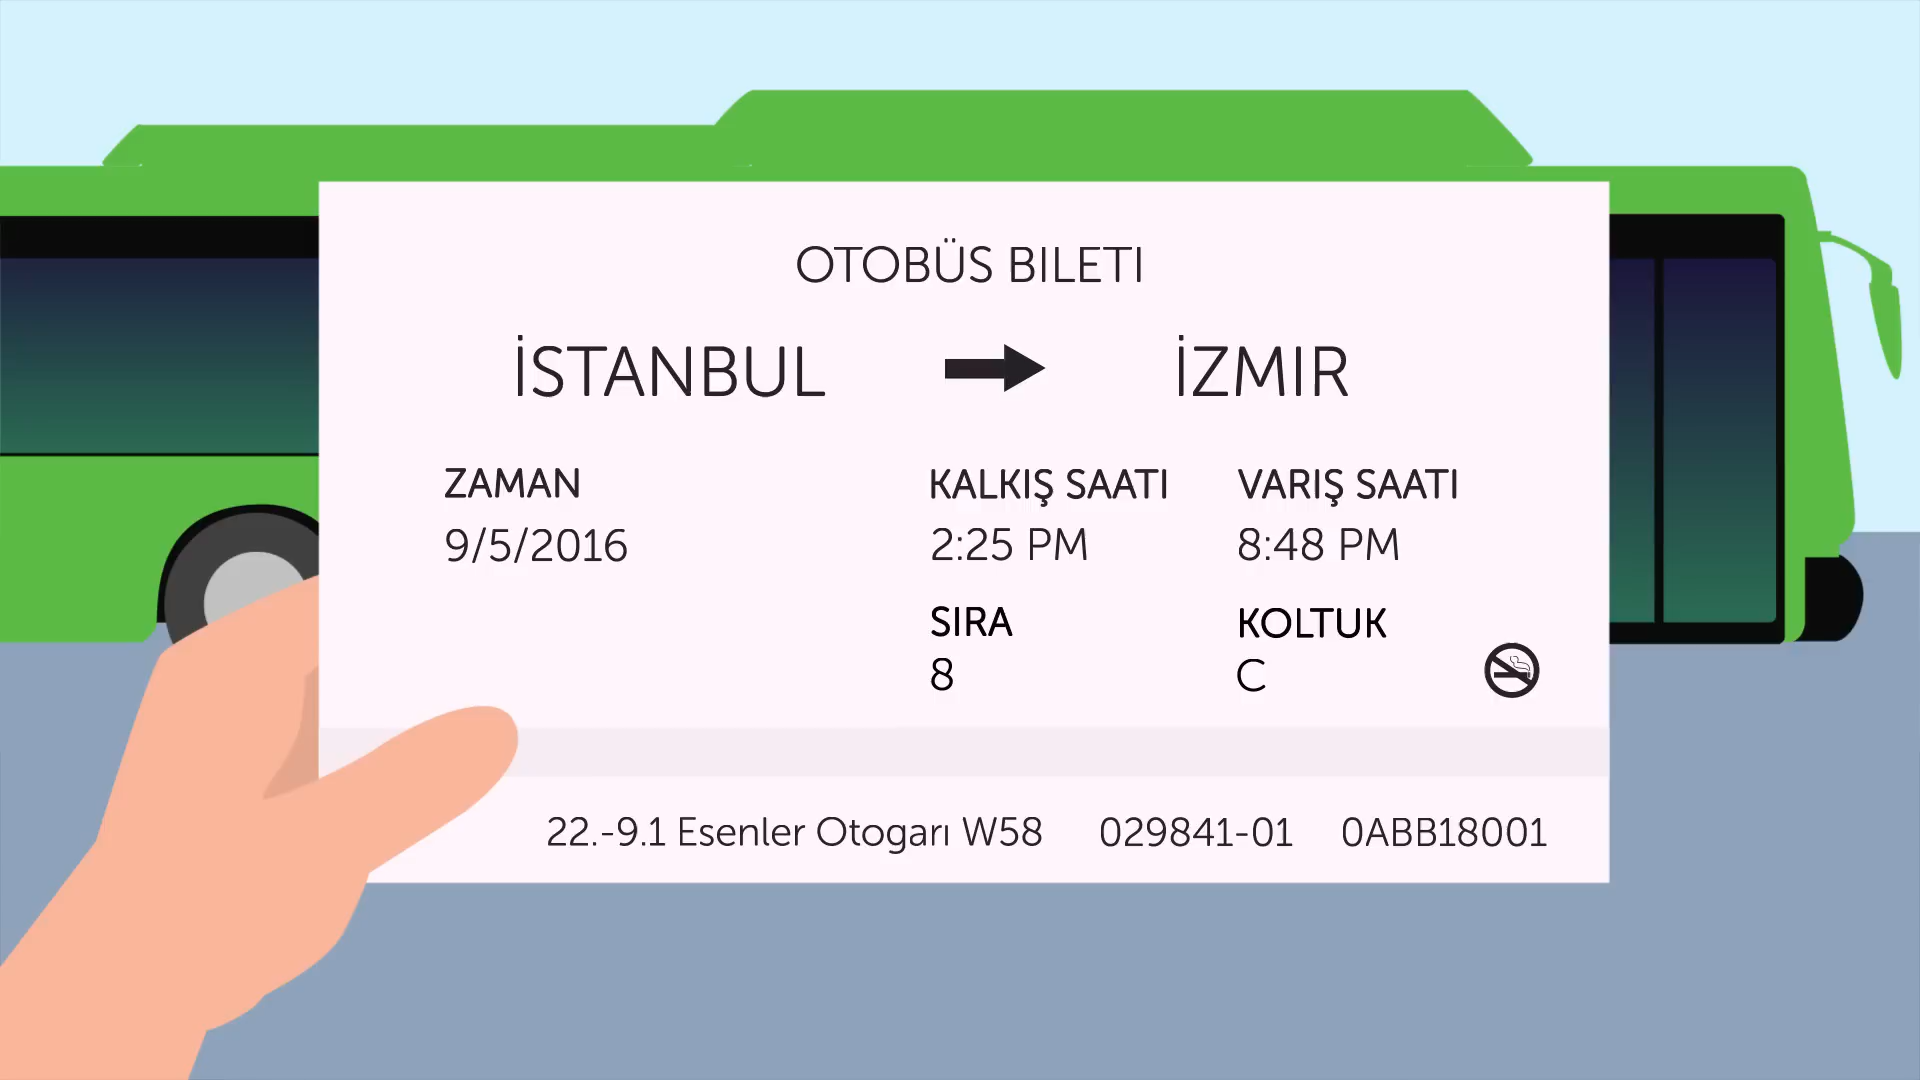 OTOBÜS BILETI
İSTANBUL İZMIR
ZAMAN KALKIŞ SAATI VARIŞ SAATI
9/5/2016 2:25 PM 8:48 PM
SIRA KOLTUK
8 C
22.-9.1 Esenler Otogarı W58 029841-01 0ABB18001